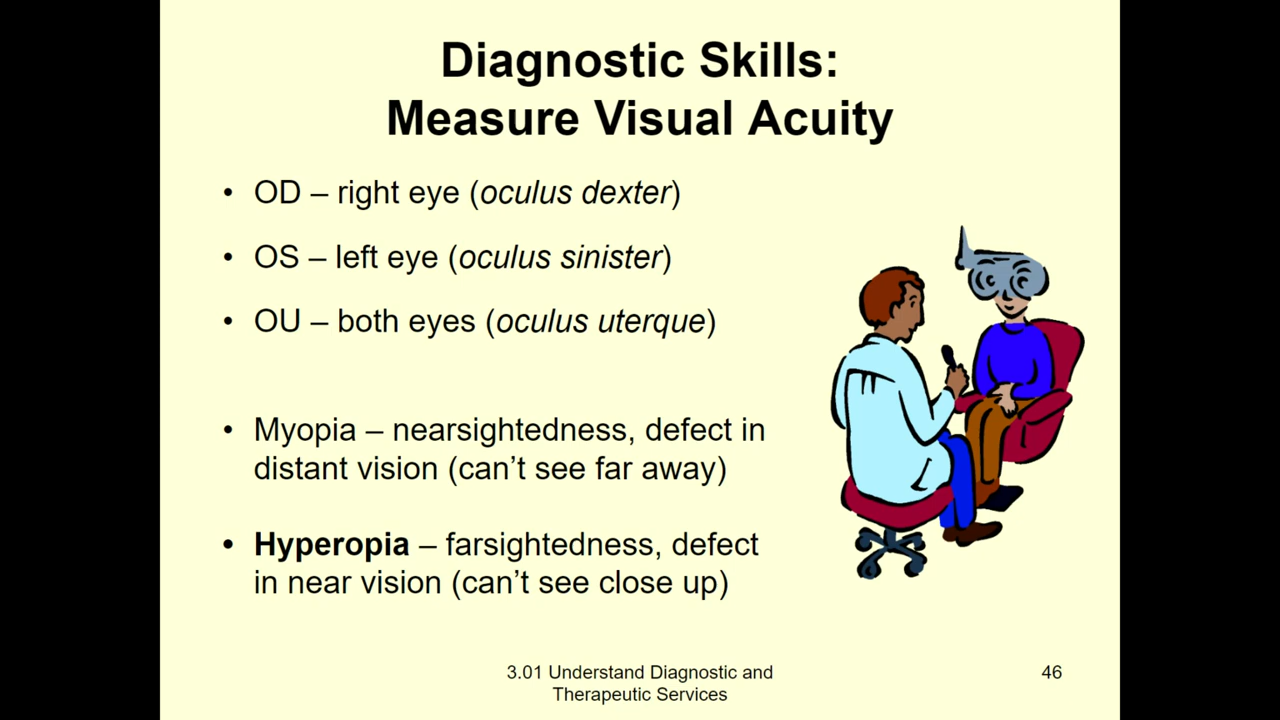 Diagnostic Skills:
Measure Visual Acuity
• OD – right eye (oculus dexter)
• OS – left eye (oculus sinister)
• OU – both eyes (oculus uterque)
• Myopia – nearsightedness, defect in
distant vision (can’t see far away)
• Hyperopia – farsightedness, defect
in near vision (can’t see close up)
3.01 Understand Diagnostic and
Therapeutic Services
46